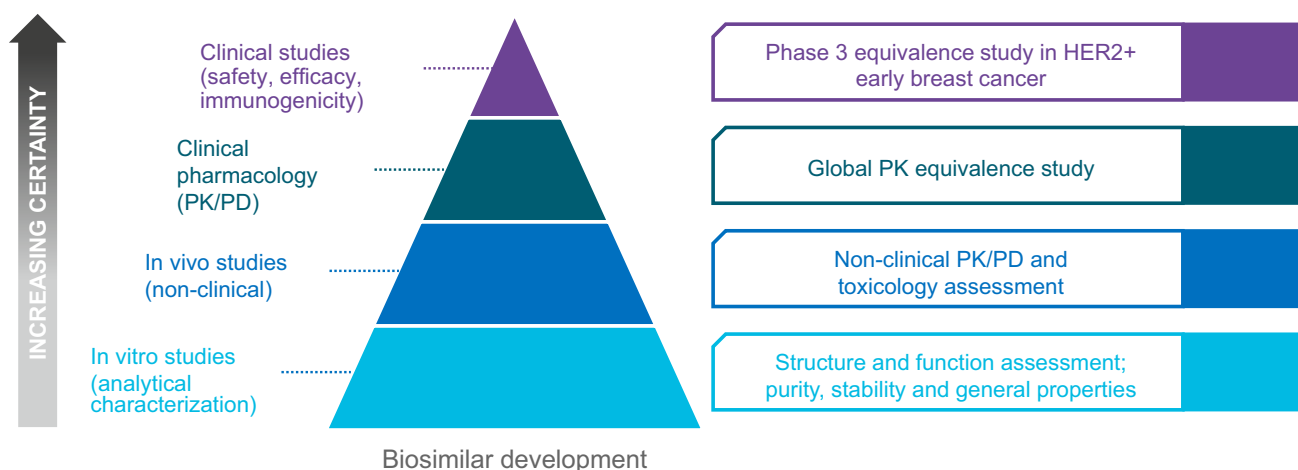 INCREASING CERTAINTY
Clinical studies
(safety, efficacy,
immunogenicity)
Phase 3 equivalence study in HER2+
early breast cancer
Clinical
pharmacology
(PK/PD)
Global PK equivalence study
In vivo studies
(non-clinical)
Non-clinical PK/PD and
toxicology assessment
In vitro studies
(analytical
characterization)
Structure and function assessment;
purity, stability and general properties
Biosimilar development